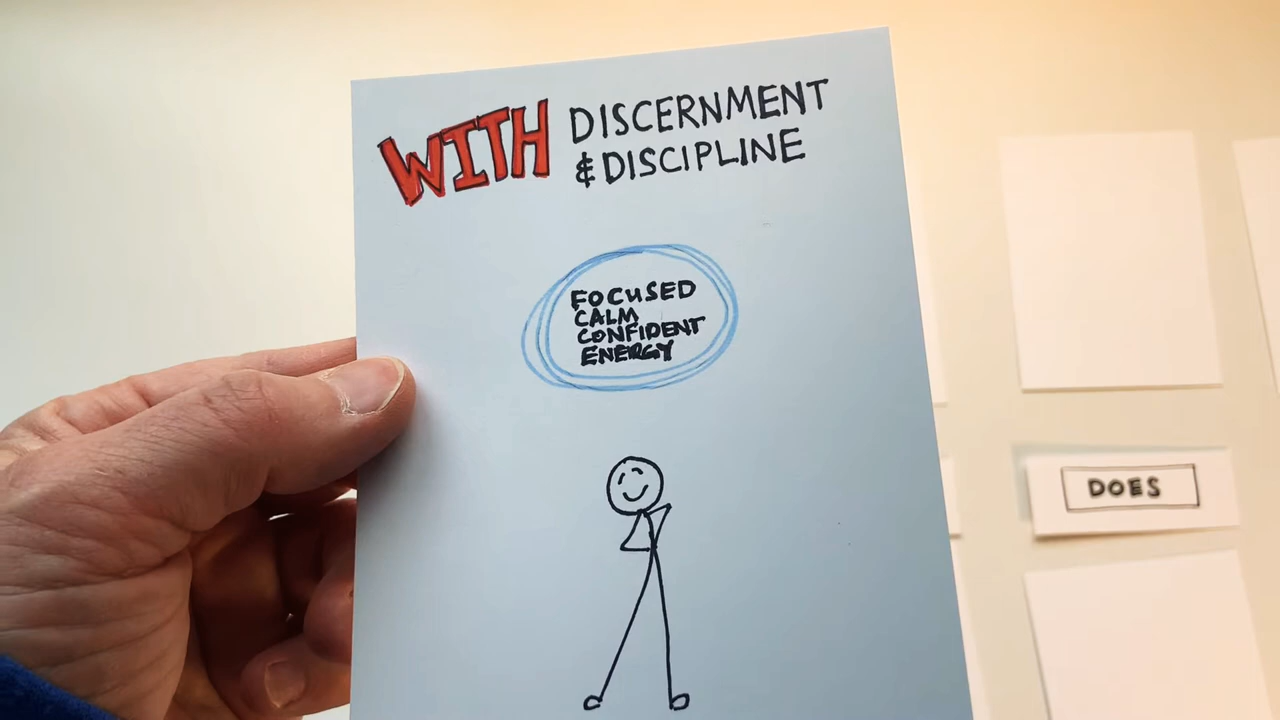 WITH DISCERNMENT
& DISCIPLINE
FOCUSED
CALM
CONFIDENT
ENERGY
DOES